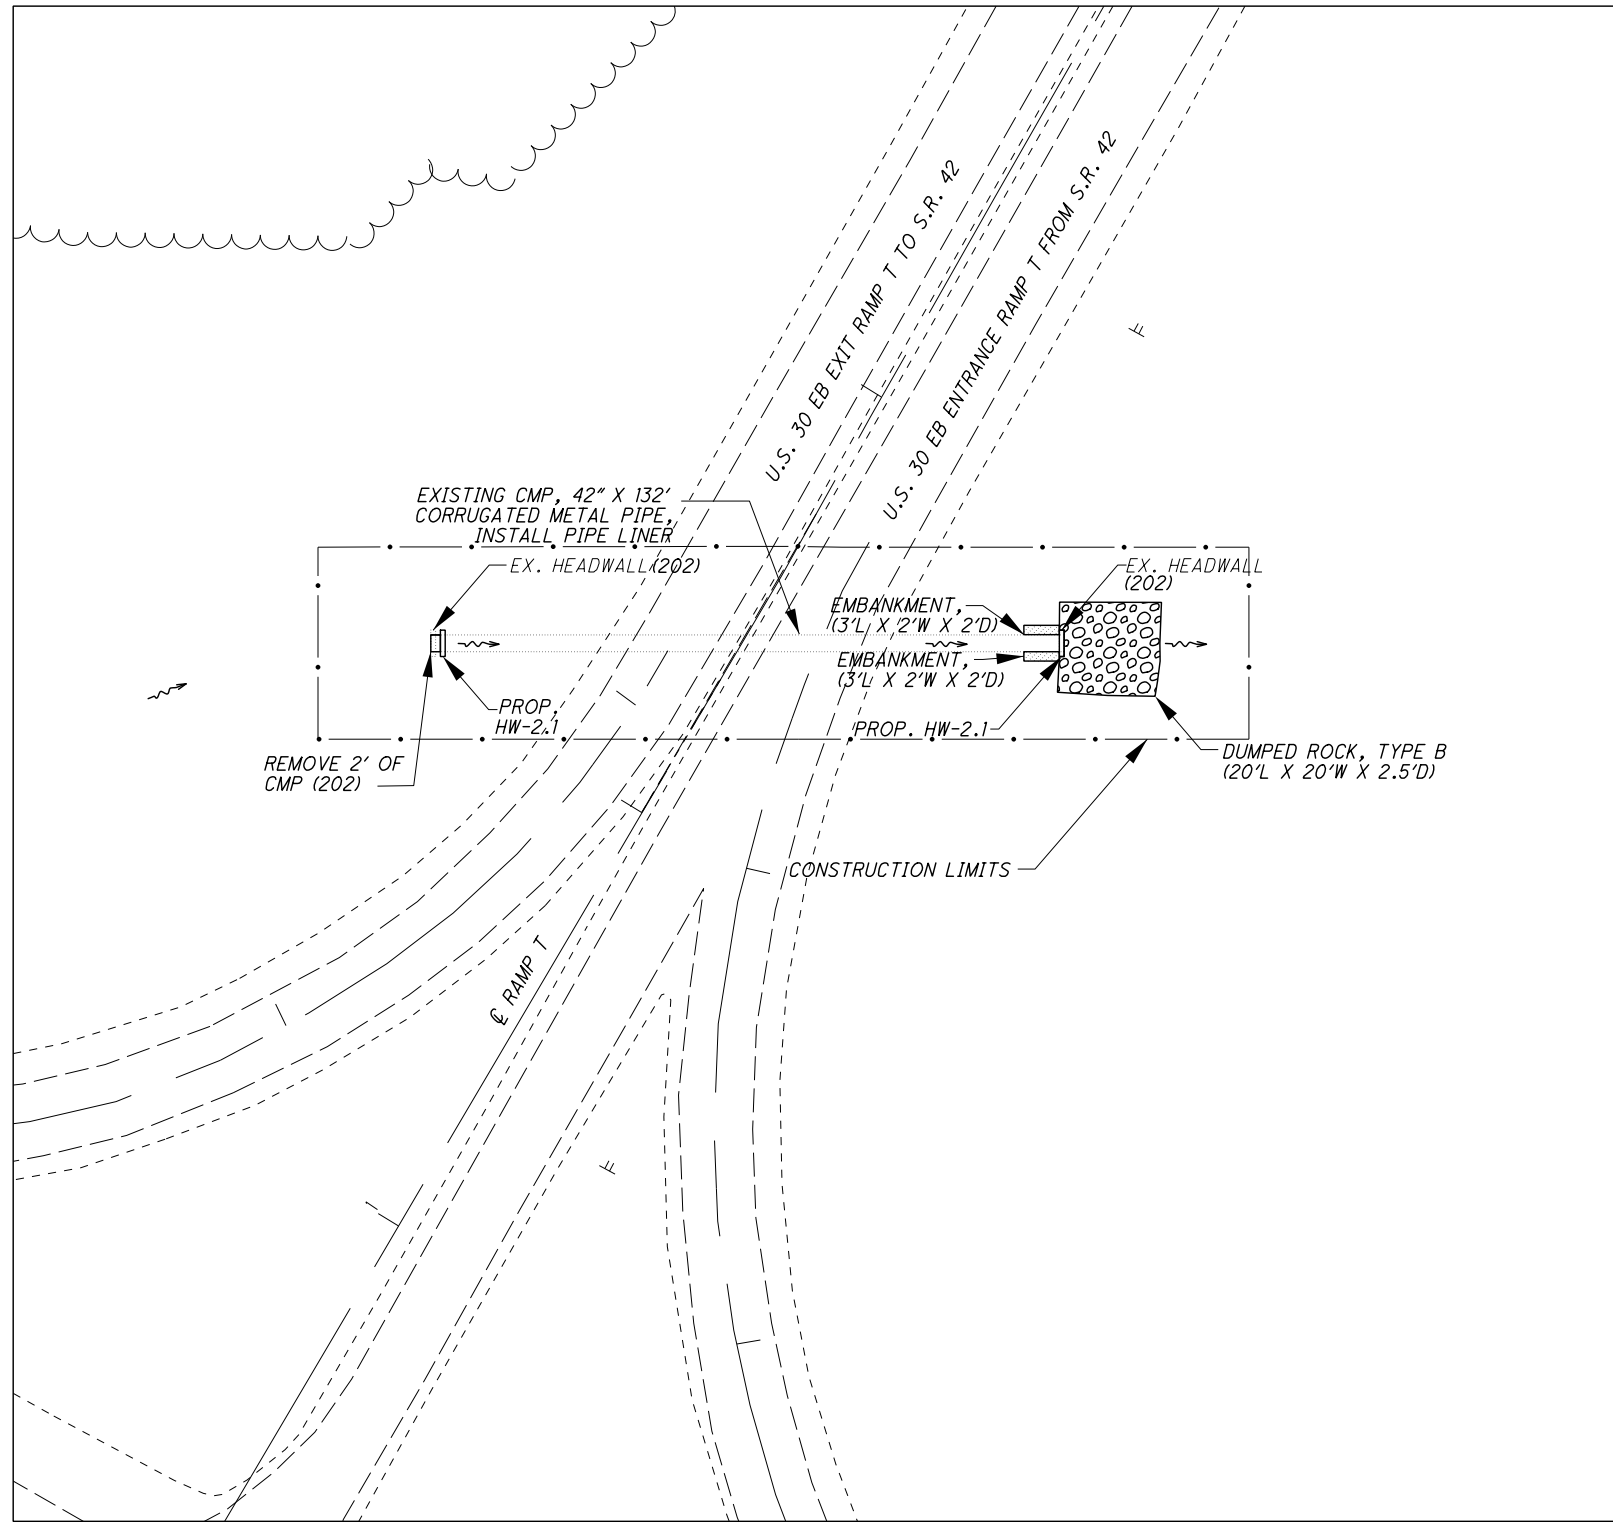 U.S. 30 EB EXIT RAMP T TO S.R. 42
U.S. 30 EB ENTRANCE RAMP T FROM S.R. 42
EXISTING CMP, 42" X 132'
CORRUGATED METAL PIPE,
INSTALL PIPE LINER
EX. HEADWALL (202)
EX. HEADWALL
(202)
EMBANKMENT,
(3'L X 2'W X 2'D)
EMBANKMENT,
(3'L X 2'W X 2'D)
PROP.
HW-2.1
PROP. HW-2.1
REMOVE 2' OF
CMP (202)
DUMPED ROCK, TYPE B
(20'L X 20'W X 2.5'D)
CONSTRUCTION LIMITS
℄ RAMP T